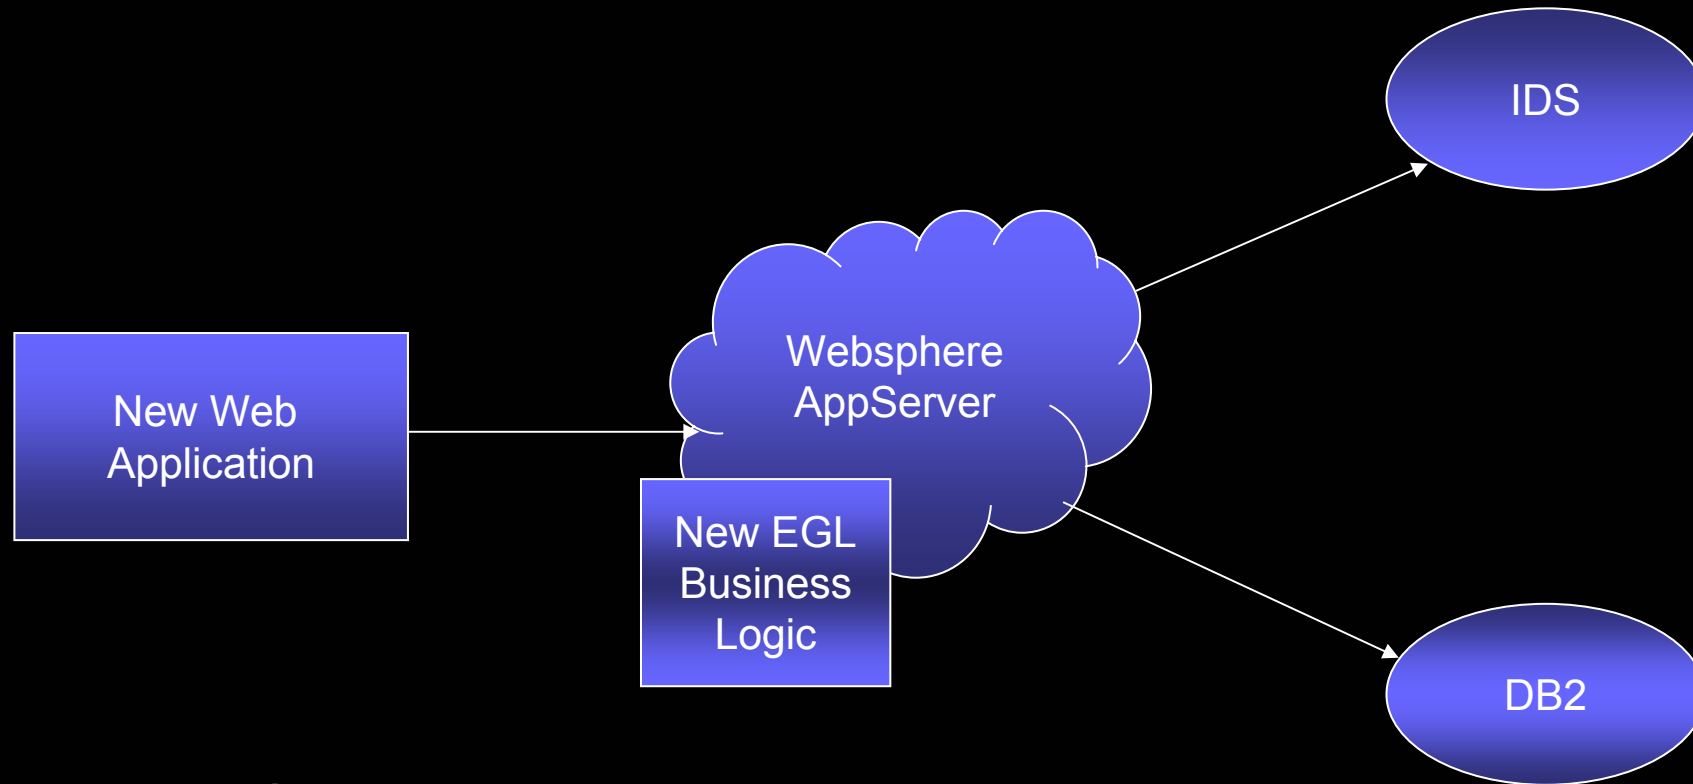 IDS
Websphere
AppServer
New Web
Application
New EGL
Business
Logic
DB2